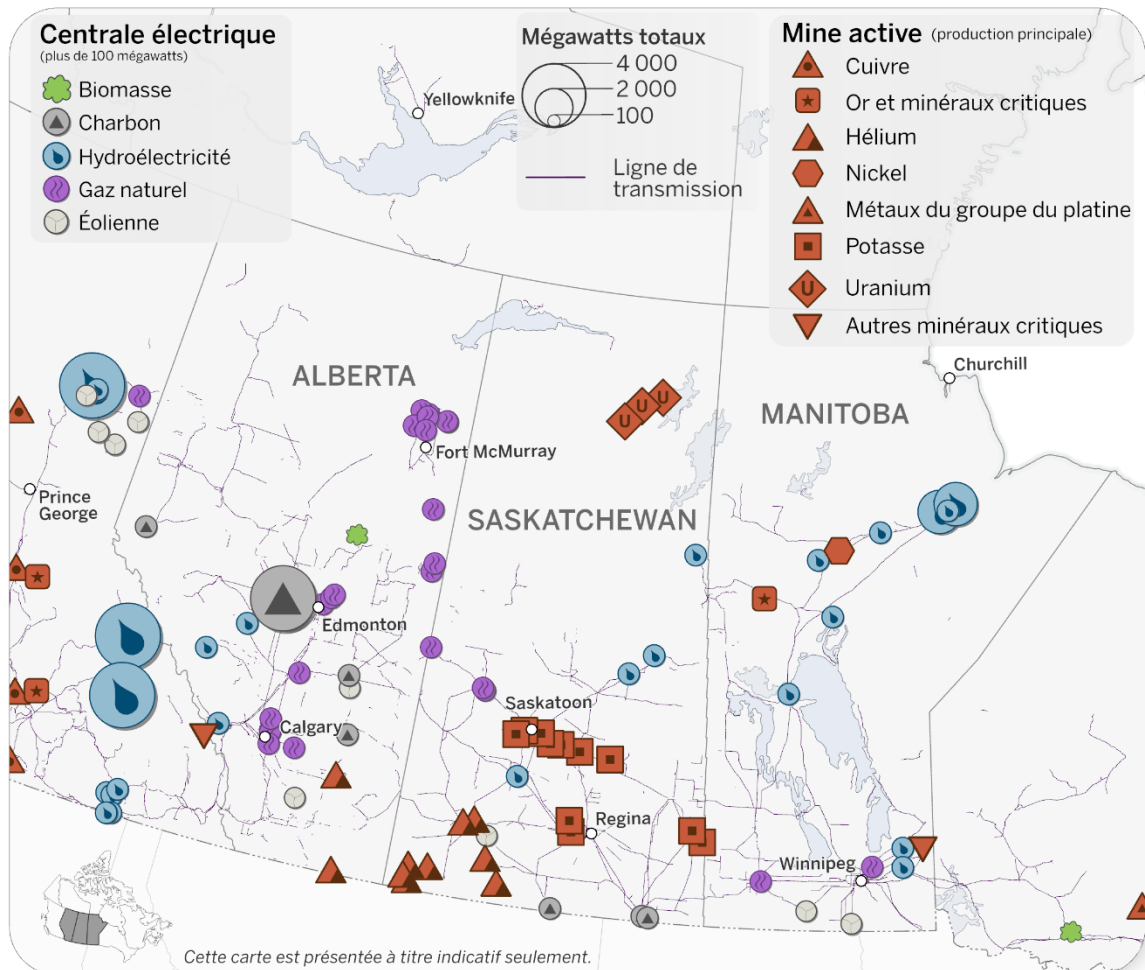 Centrale électrique
(plus de 100 mégawatts)
Biomasse
Charbon
Hydroélectricité
Gaz naturel
Éolienne
Mégawatts totaux
4 000
2 000
100
Ligne de
transmission
Mine active (production principale)
Cuivre
Or et minéraux critiques
Hélium
Nickel
Métaux du groupe du platine
Potasse
U Uranium
Autres minéraux critiques
Yellowknife
Churchill
ALBERTA
MANITOBA
U U U
Fort McMurray
Prince
George
SASKATCHEWAN
Edmonton
Saskatoon
Calgary
Regina
Winnipeg
Cette carte est présentée à titre indicatif seulement.